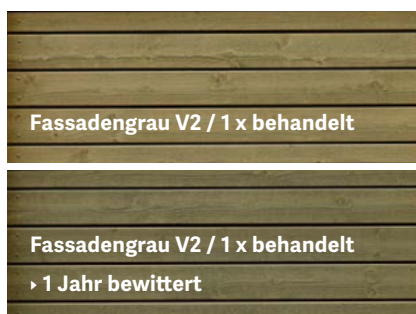 Fassadengrau V2 / 1 x behandelt
Fassadengrau V2 / 1 x behandelt
› 1 Jahr bewittert